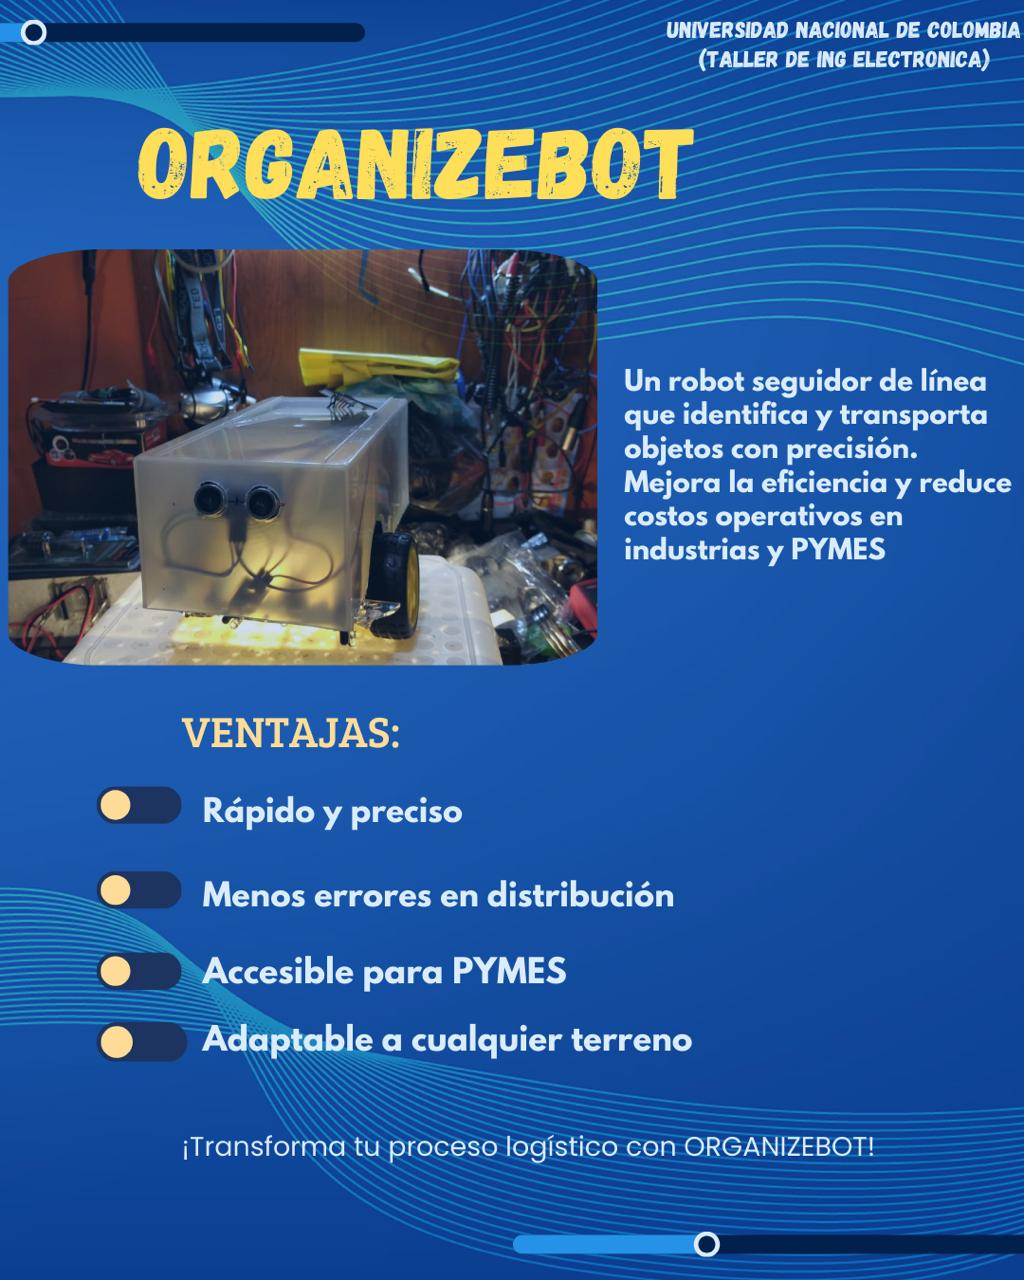 UNIVERSIDAD NACIONAL DE COLOMBIA
(TALLER DE ING ELECTRONICA)
ORGANIZEBOT
Un robot seguidor de línea
que identifica y transporta
objetos con precisión.
Mejora la eficiencia y reduce
costos operativos en
industrias y PYMES
VENTAJAS:
Rápido y preciso
Menos errores en distribución
Accesible para PYMES
Adaptable a cualquier terreno
¡Transforma tu proceso logístico con ORGANIZEBOT!